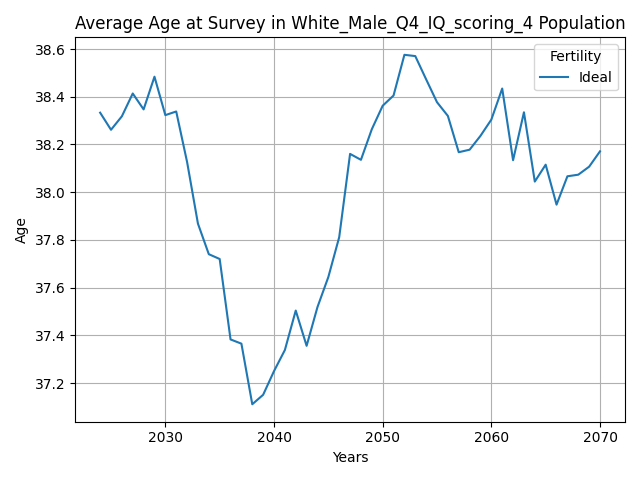 Average Age at Survey in White_Male_Q4_IQ_scoring_4 Population
Fertility
Ideal
38.6
38.4
38.2
38.0
37.8
37.6
37.4
37.2
Age
2030 2040 2050 2060 2070
Years